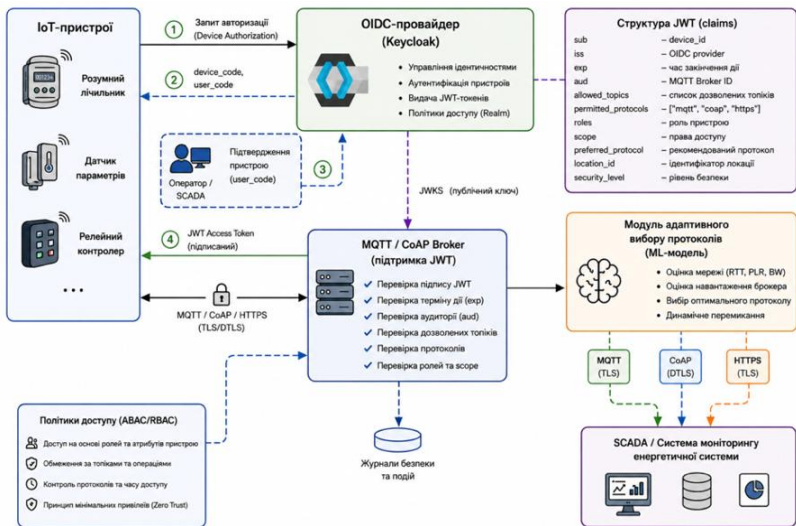 IoT-пристрої
Розумний
лічильник
Датчик
параметрів
Релейний
контролер
...
1
Запит авторизації
(Device Authorization)
2
device_code,
user_code
Оператор /
SCADA
Підтвердження
пристрою
(user_code)
3
4
JWT Access Token
(підписаний)
MQTT / CoAP / HTTPS
(TLS/DTLS)
OIDC-провайдер
(Keycloak)
• Управління ідентичностями
• Аутентифікація пристроїв
• Видача JWT-токенів
• Політики доступу (Realm)
JWKS (публічний ключ)
MQTT / CoAP Broker
(підтримка JWT)
✓ Перевірка підпису JWT
✓ Перевірка терміну дії (exp)
✓ Перевірка аудиторії (aud)
✓ Перевірка дозволених топіків
✓ Перевірка протоколів
✓ Перевірка ролей та scope
Журнали безпеки
та подій
Політики доступу (ABAC/RBAC)
Доступ на основі ролей та атрибутів пристрою
Обмеження за топіками та операціями
Контроль протоколів та часу доступу
Принцип мінімальних привілеїв (Zero Trust)
Структура JWT (claims)
sub – device_id
iss – OIDC provider
exp – час закінчення дії
aud – MQTT Broker ID
allowed_topics – список дозволених топіків
permitted_protocols – ["mqtt", "coap", "https"]
roles – роль пристрою
scope – права доступу
preferred_protocol – рекомендований протокол
location_id – ідентифікатор локації
security_level – рівень безпеки
Модуль адаптивного
вибору протоколів
(ML-модель)
• Оцінка мережі (RTT, PLR, BW)
• Оцінка навантаження брокера
• Вибір оптимального протоколу
• Динамічне перемикання
MQTT
(TLS)
CoAP
(DTLS)
HTTPS
(TLS)
SCADA / Система моніторингу
енергетичної системи